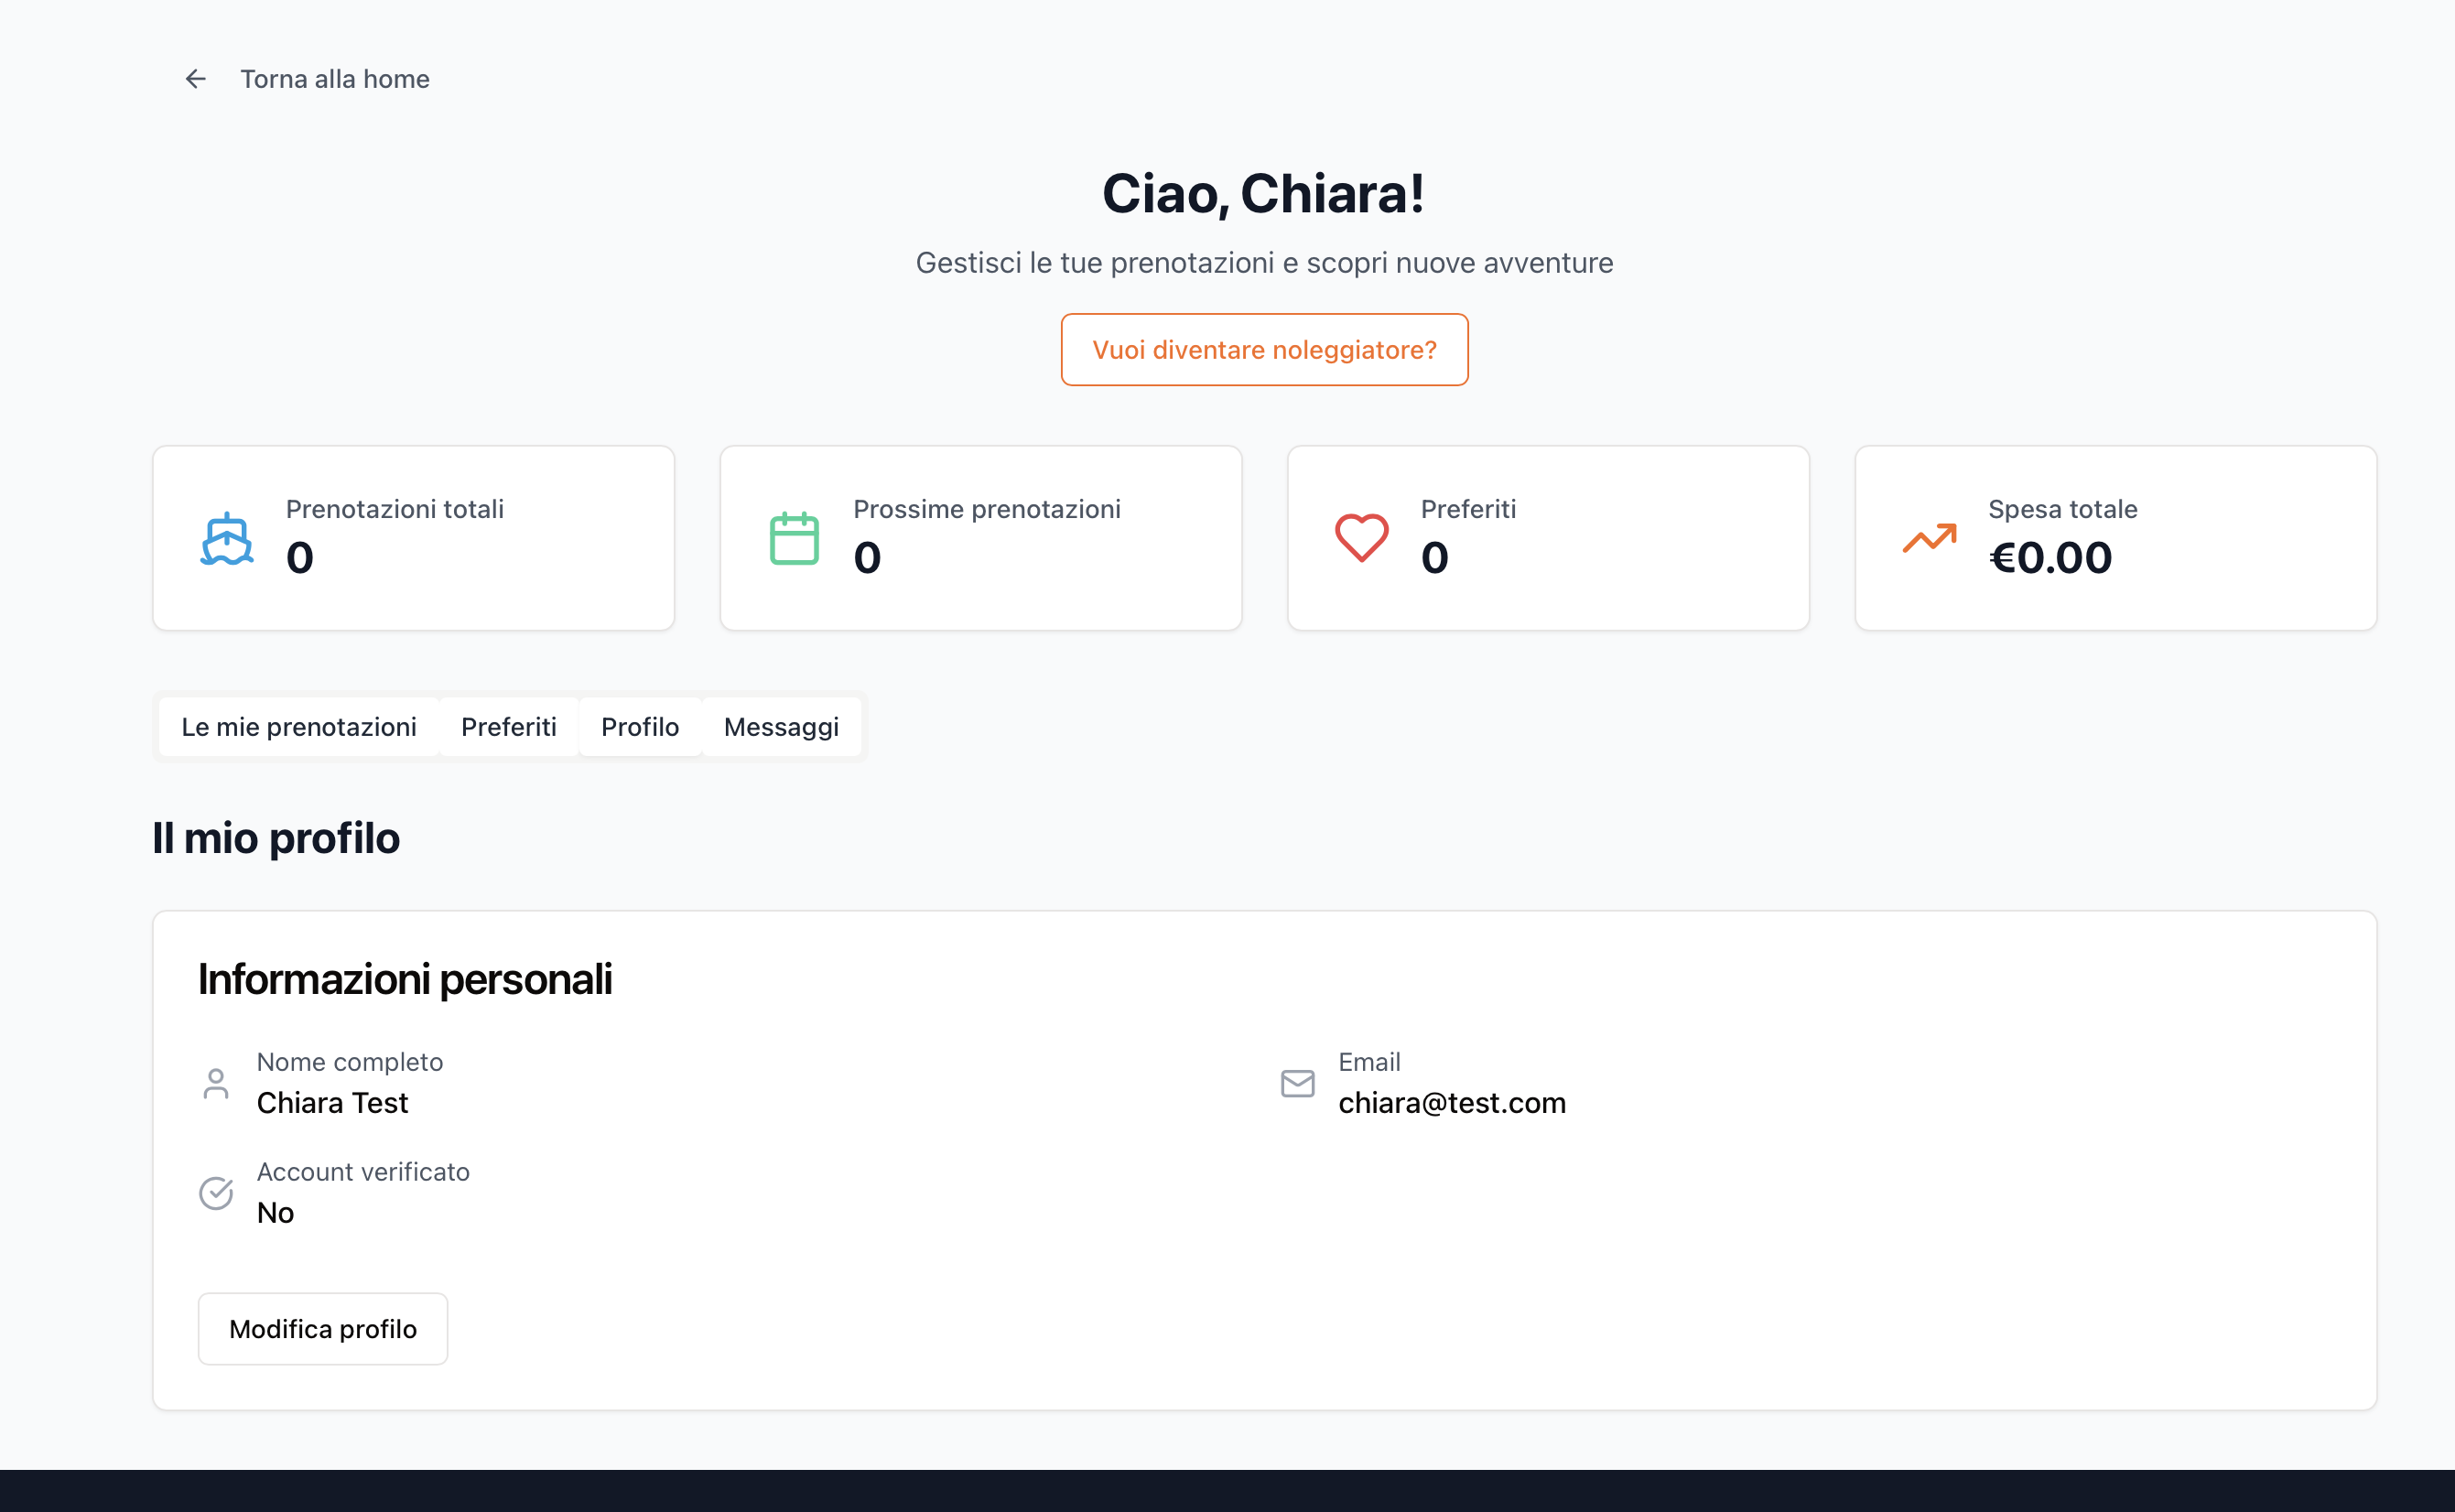 Torna alla home
Ciao, Chiara!
Gestisci le tue prenotazioni e scopri nuove avventure
Vuoi diventare noleggiatore?
Prenotazioni totali
0
Prossime prenotazioni
0
Preferiti
0
Spesa totale
€0.00
Le mie prenotazioni Preferiti Profilo Messaggi
Il mio profilo
Informazioni personali
Nome completo
Chiara Test
Email
chiara@test.com
Account verificato
No
Modifica profilo